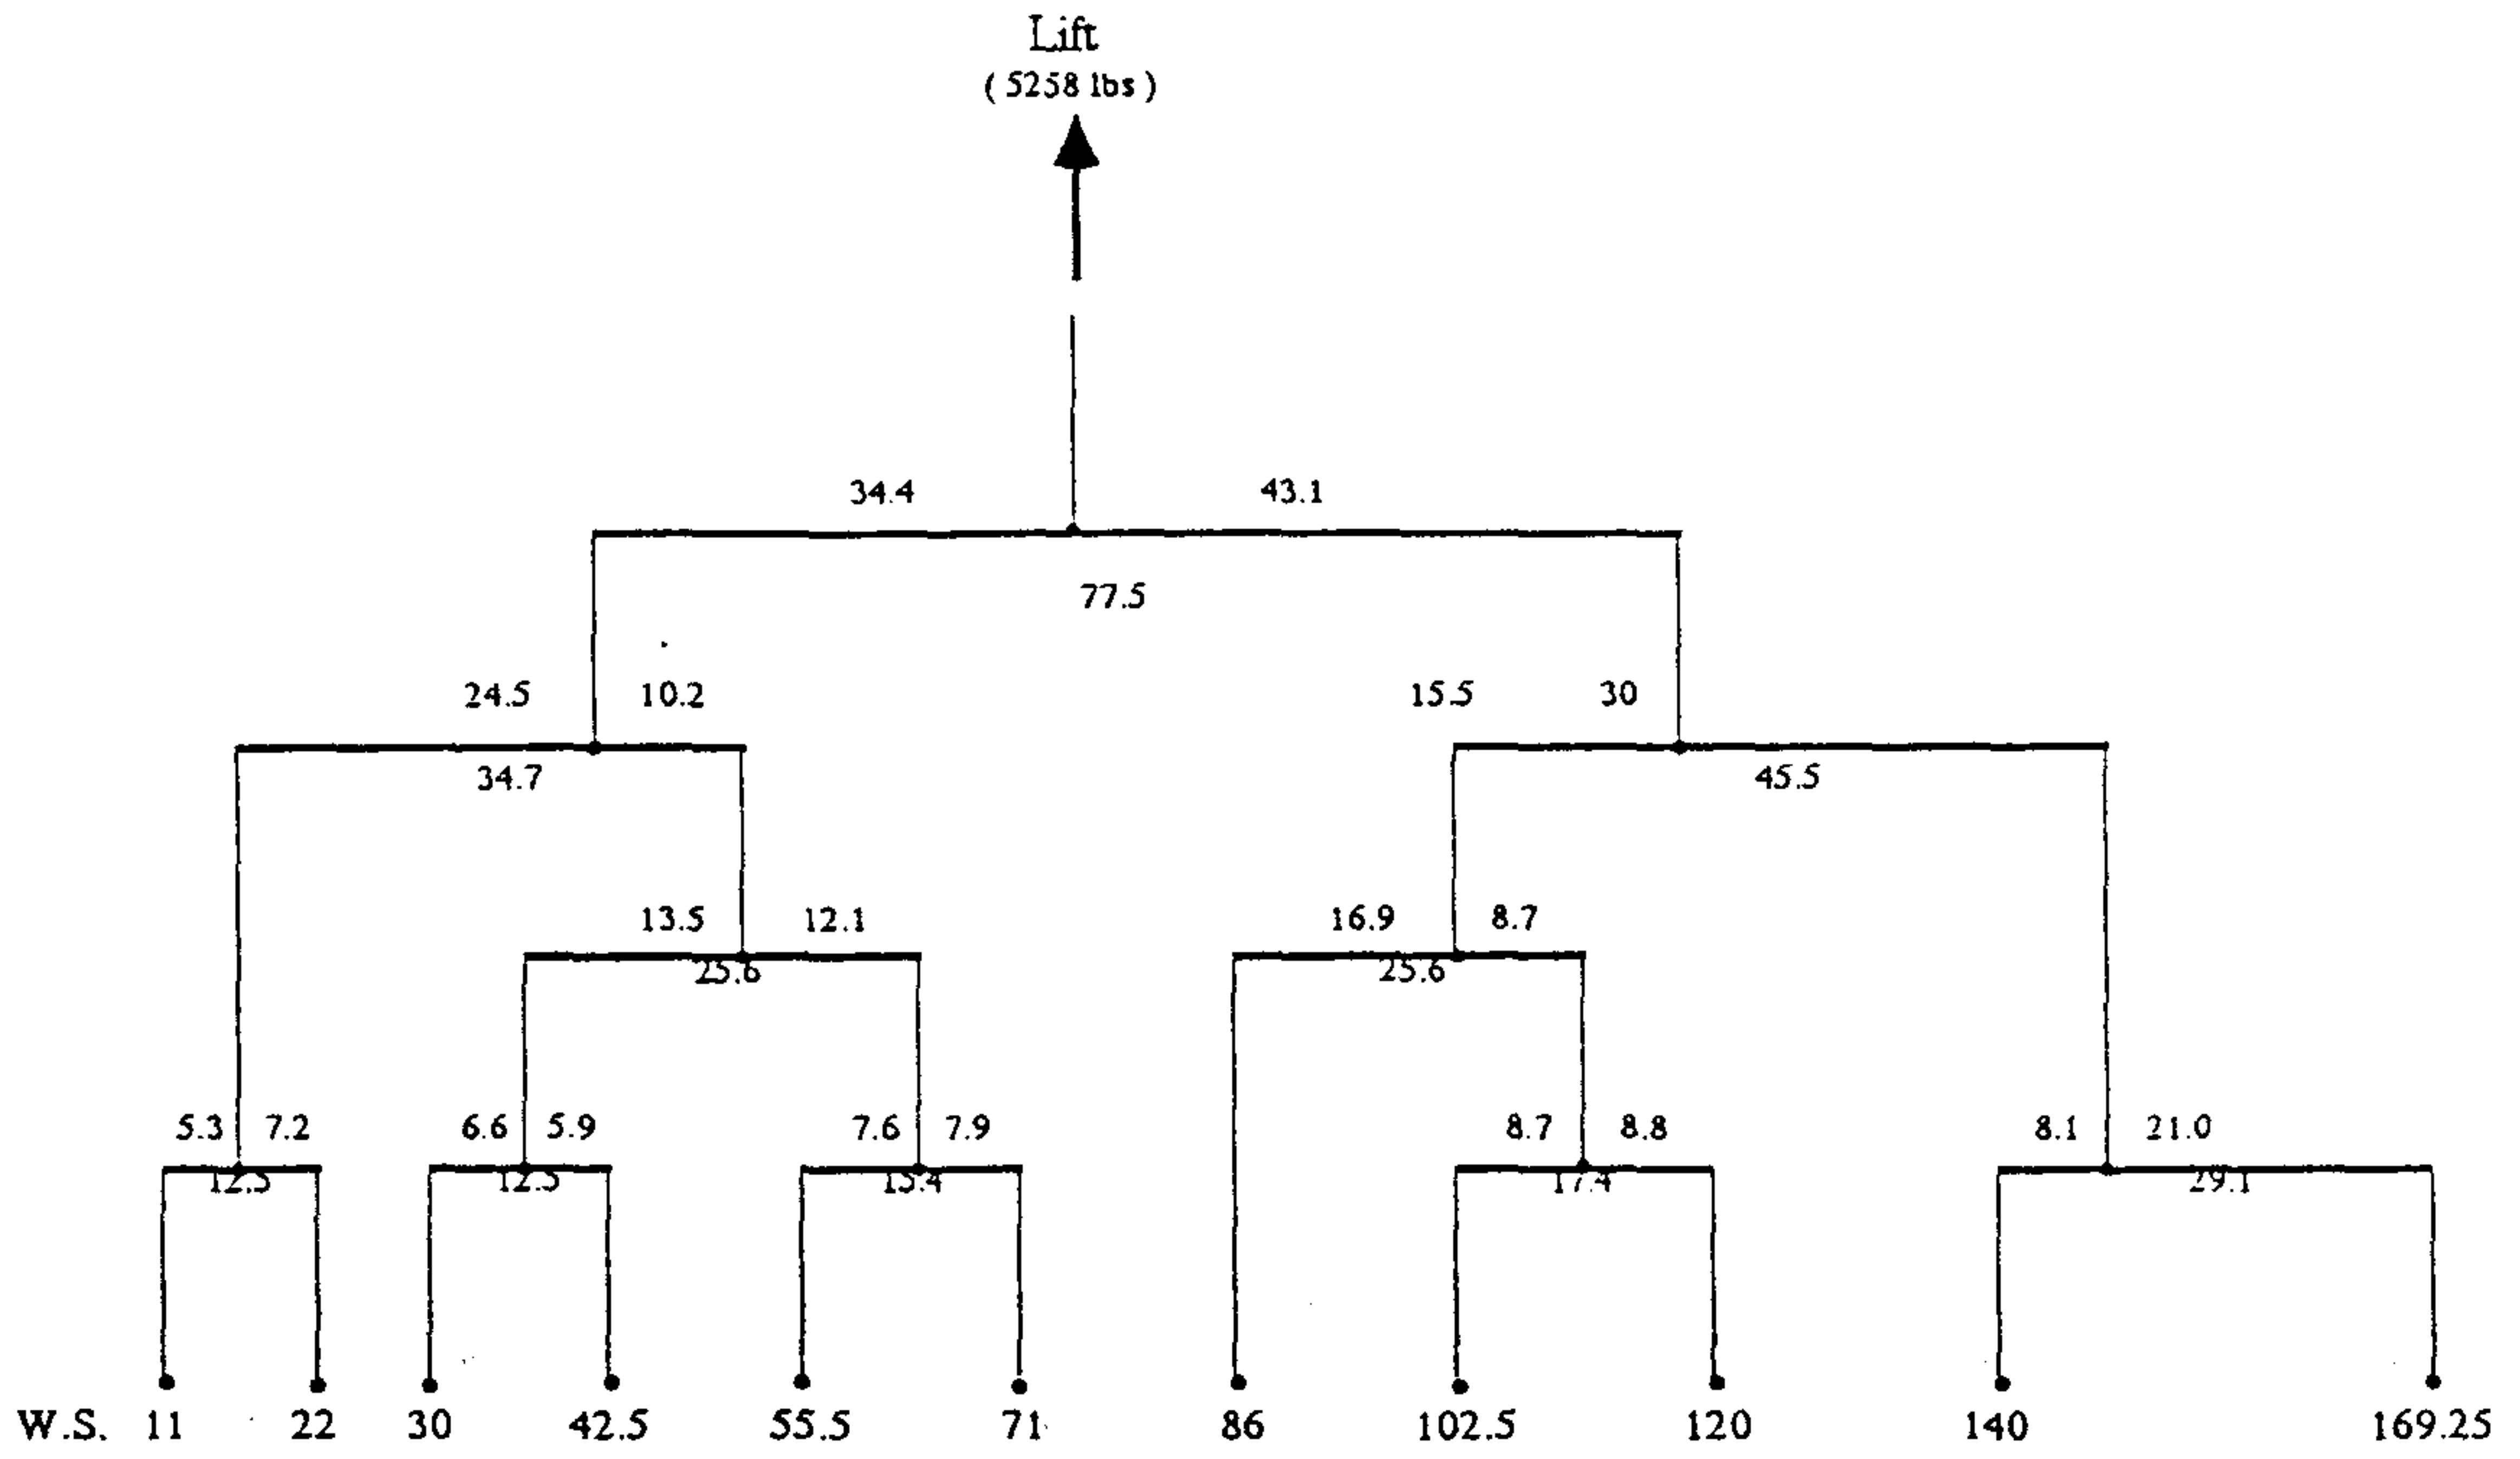 Lift
( 5258 lbs )
34.4 43.1
77.5
24.5 10.2 15.5 30
34.7 45.5
13.5 12.1 16.9 8.7
25.6 25.6
5.3 7.2 6.6 5.9 7.6 7.9 8.7 8.8 8.1 21.0
12.5 12.5 15.4 17.4 29.1
W.S. 11 22 30 42.5 55.5 71 86 102.5 120 140 169.25